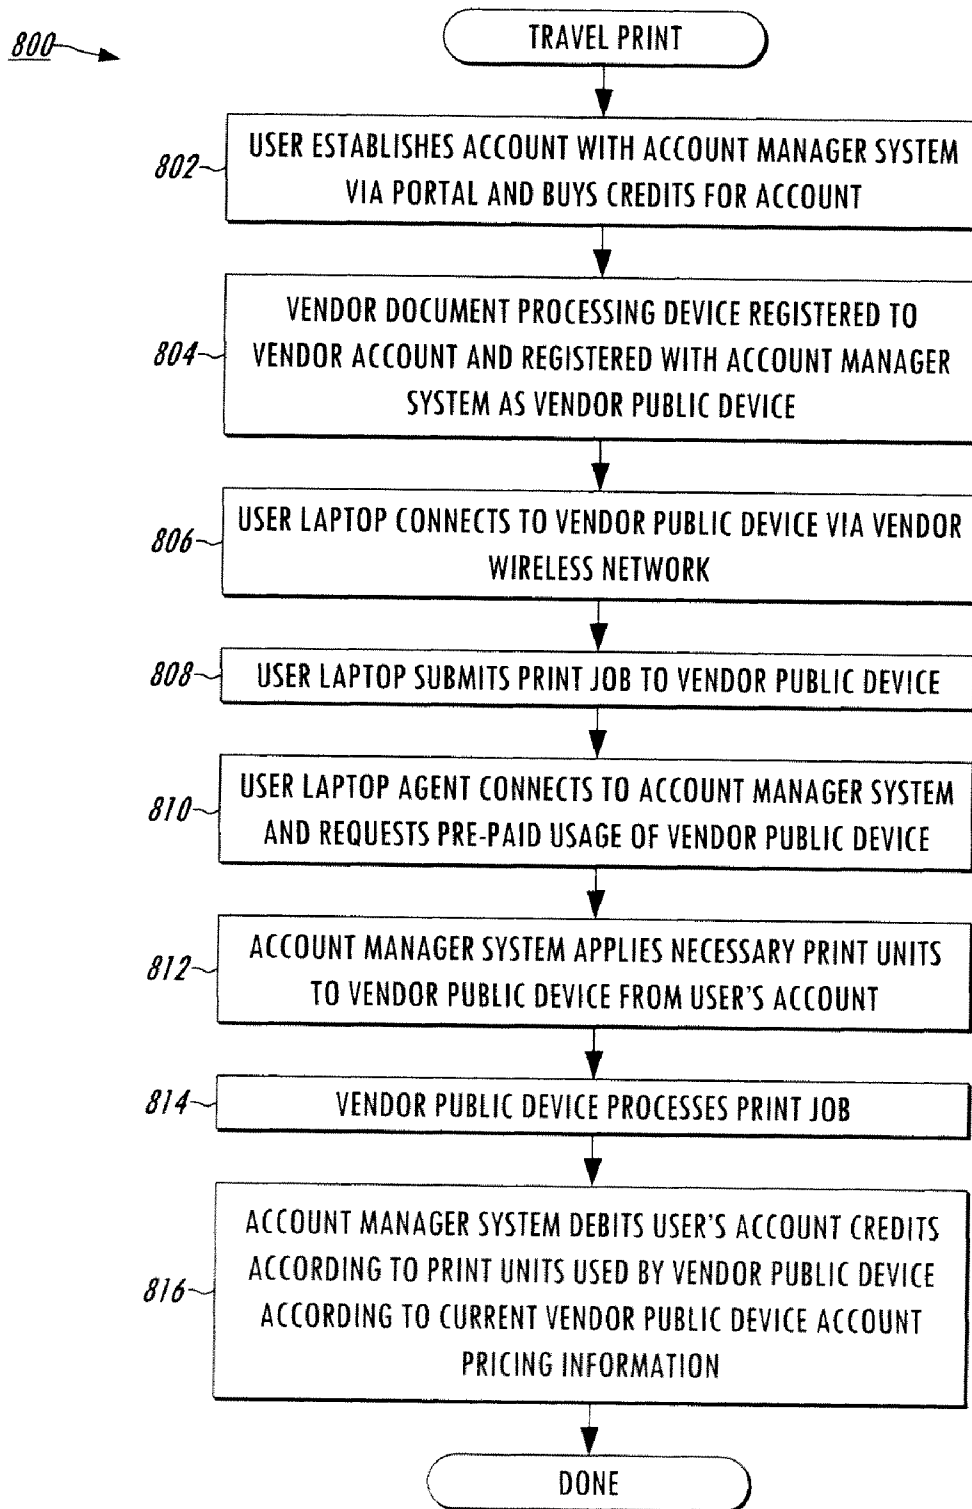 800
TRAVEL PRINT
802
USER ESTABLISHES ACCOUNT WITH ACCOUNT MANAGER SYSTEM
VIA PORTAL AND BUYS CREDITS FOR ACCOUNT
804
VENDOR DOCUMENT PROCESSING DEVICE REGISTERED TO
VENDOR ACCOUNT AND REGISTERED WITH ACCOUNT MANAGER
SYSTEM AS VENDOR PUBLIC DEVICE
806
USER LAPTOP CONNECTS TO VENDOR PUBLIC DEVICE VIA VENDOR
WIRELESS NETWORK
808
USER LAPTOP SUBMITS PRINT JOB TO VENDOR PUBLIC DEVICE
810
USER LAPTOP AGENT CONNECTS TO ACCOUNT MANAGER SYSTEM
AND REQUESTS PRE-PAID USAGE OF VENDOR PUBLIC DEVICE
812
ACCOUNT MANAGER SYSTEM APPLIES NECESSARY PRINT UNITS
TO VENDOR PUBLIC DEVICE FROM USER'S ACCOUNT
814
VENDOR PUBLIC DEVICE PROCESSES PRINT JOB
816
ACCOUNT MANAGER SYSTEM DEBITS USER'S ACCOUNT CREDITS
ACCORDING TO PRINT UNITS USED BY VENDOR PUBLIC DEVICE
ACCORDING TO CURRENT VENDOR PUBLIC DEVICE ACCOUNT
PRICING INFORMATION
DONE